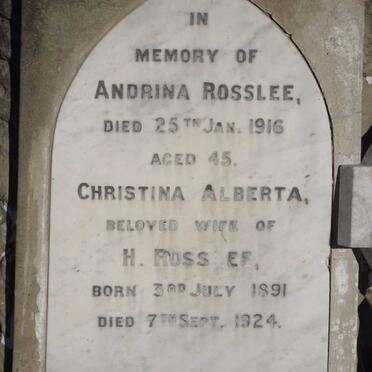 IN
MEMORY OF
ANDRINA ROSSLEE,
DIED 25TH JAN. 1916
AGED 45.
CHRISTINA ALBERTA,
BELOVED WIFE OF
H. ROSS EE,
BORN 3RD JULY 1891
DIED 7TH SEPT. 1924.